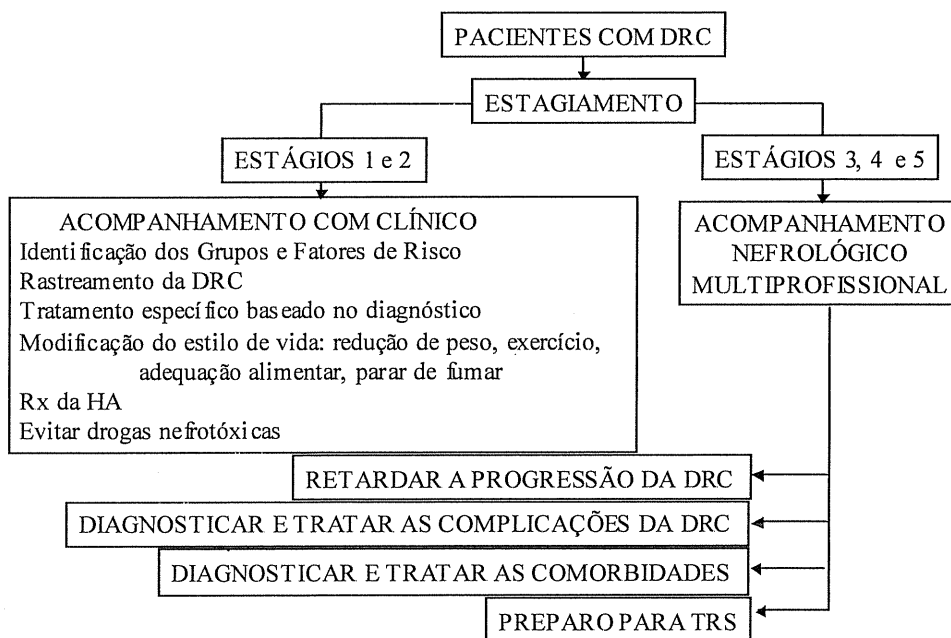 PACIENTES COM DRC
ESTAGIAMENTO
ESTÁGIOS 1 e 2
ESTÁGIOS 3, 4 e 5
ACOMPANHAMENTO COM CLÍNICO
Identificação dos Grupos e Fatores de Risco
Rastreamento da DRC
Tratamento específico baseado no diagnóstico
Modificação do estilo de vida: redução de peso, exercício,
adequação alimentar, parar de fumar
Rx da HA
Evitar drogas nefrotóxicas
ACOMPANHAMENTO
NEFROLÓGICO
MULTIPROFISSIONAL
RETARDAR A PROGRESSÃO DA DRC
DIAGNOSTICAR E TRATAR AS COMPLICAÇÕES DA DRC
DIAGNOSTICAR E TRATAR AS COMORBIDADES
PREPARO PARA TRS